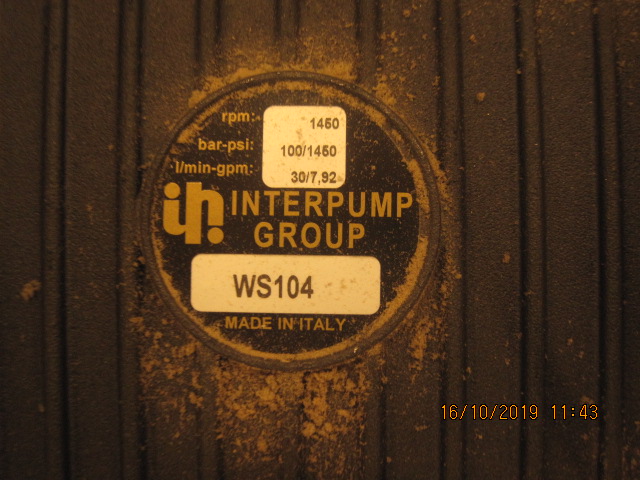 rpm: 1450
bar-psi: 100/1450
l/min-gpm: 30/7,92
ip. INTERPUMP
GROUP
WS104
MADE IN ITALY
16/10/2019 11:43